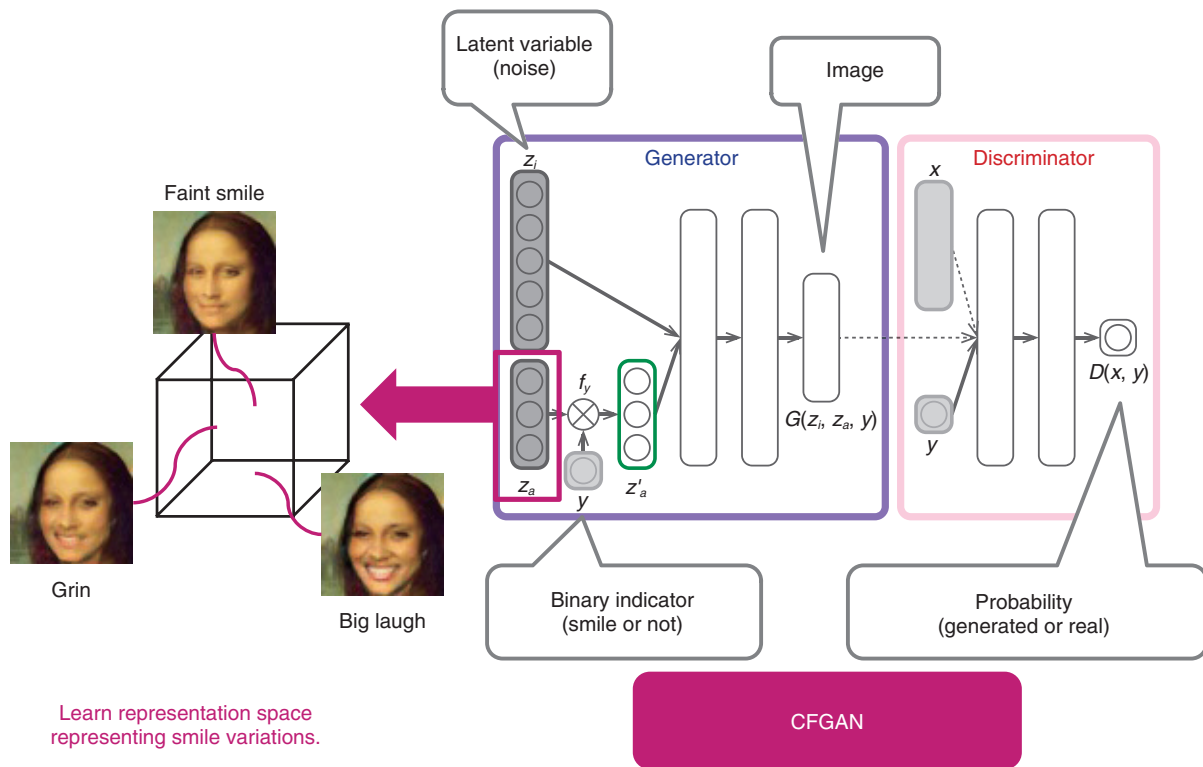 Latent variable
(noise)
Image
Generator
Discriminator
z_i
x
Faint smile
f_y
D(x, y)
G(z_i, z_a, y)
z_a
y
z'_a
y
Grin
Big laugh
Binary indicator
(smile or not)
Probability
(generated or real)
Learn representation space
representing smile variations.
CFGAN